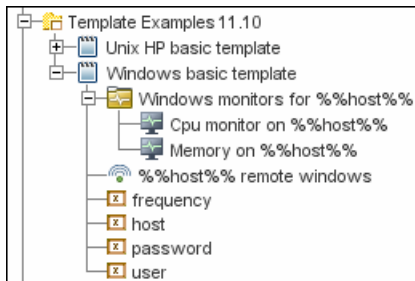 Template Examples 11.10
Unix HP basic template
Windows basic template
Windows monitors for %%host%%
Cpu monitor on %%host%%
Memory on %%host%%
%%host%% remote windows
frequency
host
password
user